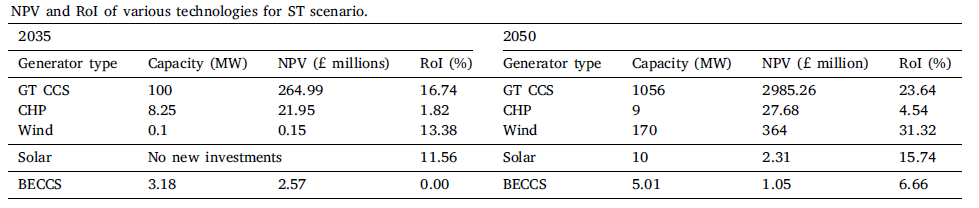 NPV and RoI of various technologies for ST scenario.
2035 2050
Generator type Capacity (MW) NPV (£ millions) RoI (%) Generator type Capacity (MW) NPV (£ million) RoI (%)
GT CCS 100 264.99 16.74 GT CCS 1056 2985.26 23.64
CHP 8.25 21.95 1.82 CHP 9 27.68 4.54
Wind 0.1 0.15 13.38 Wind 170 364 31.32
Solar No new investments 11.56 Solar 10 2.31 15.74
BECCS 3.18 2.57 0.00 BECCS 5.01 1.05 6.66